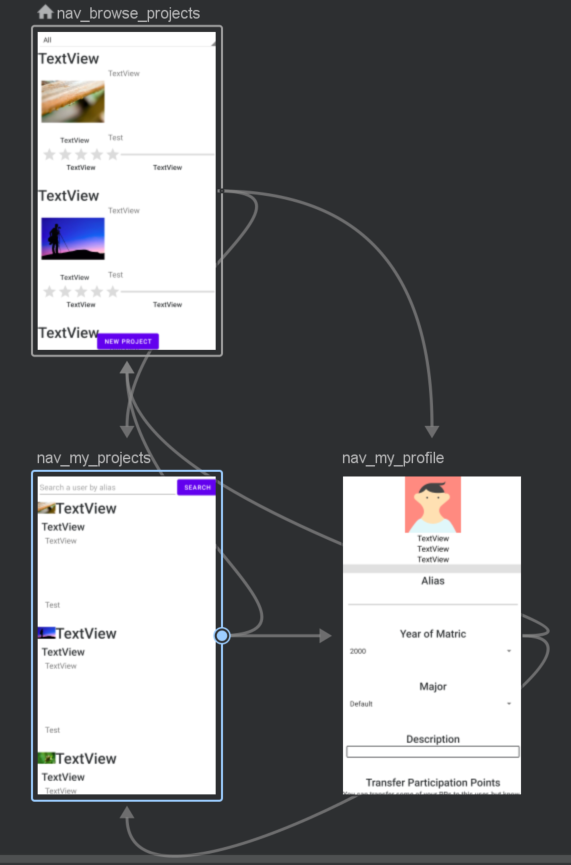 nav_browse_projects
All
TextView
TextView
TextView
Test
TextView
TextView
TextView
TextView
TextView
Test
TextView
TextView
TextView
NEW PROJECT
nav_my_projects
Search a user by alias
SEARCH
TextView
TextView
TextView
Test
TextView
TextView
TextView
Test
TextView
TextView
TextView
nav_my_profile
TextView
TextView
TextView
Alias
Year of Matric
2000
Major
Default
Description
Transfer Participation Points